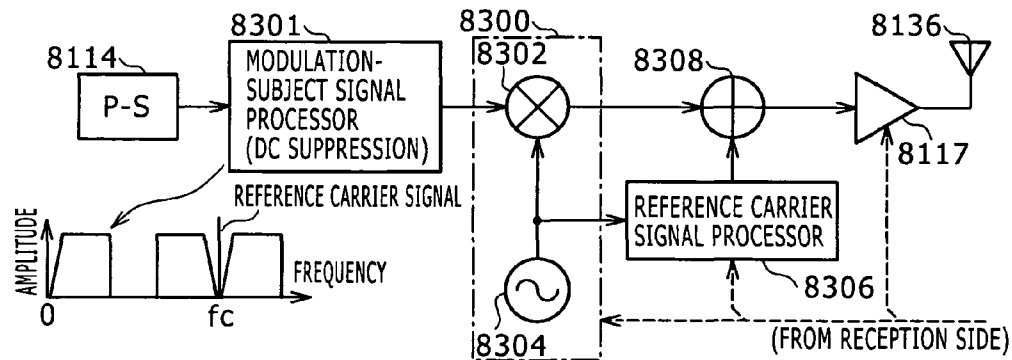 8114
P-S
8301
MODULATION-
SUBJECT SIGNAL
PROCESSOR
(DC SUPPRESSION)
8300
8302
8308
8136
8117
REFERENCE CARRIER SIGNAL
AMPLITUDE
FREQUENCY
0
fc
8304
REFERENCE CARRIER
SIGNAL PROCESSOR
8306
(FROM RECEPTION SIDE)